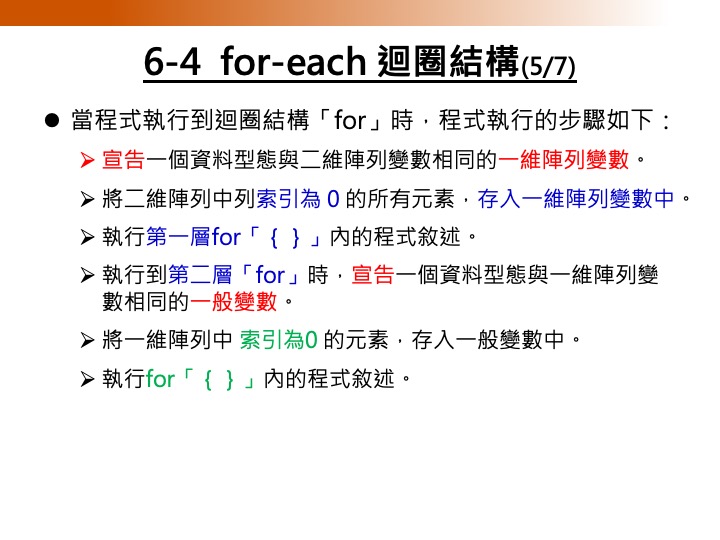 6-4 for-each 迴圈結構(5/7)
● 當程式執行到迴圈結構「for」時，程式執行的步驟如下：
➢ 宣告一個資料型態與二維陣列變數相同的一維陣列變數。
➢ 將二維陣列中列索引為 0 的所有元素，存入一維陣列變數中。
➢ 執行第一層for「｛ ｝」內的程式敘述。
➢ 執行到第二層「for」時，宣告一個資料型態與一維陣列變
數相同的一般變數。
➢ 將一維陣列中 索引為0 的元素，存入一般變數中。
➢ 執行for「｛ ｝」內的程式敘述。